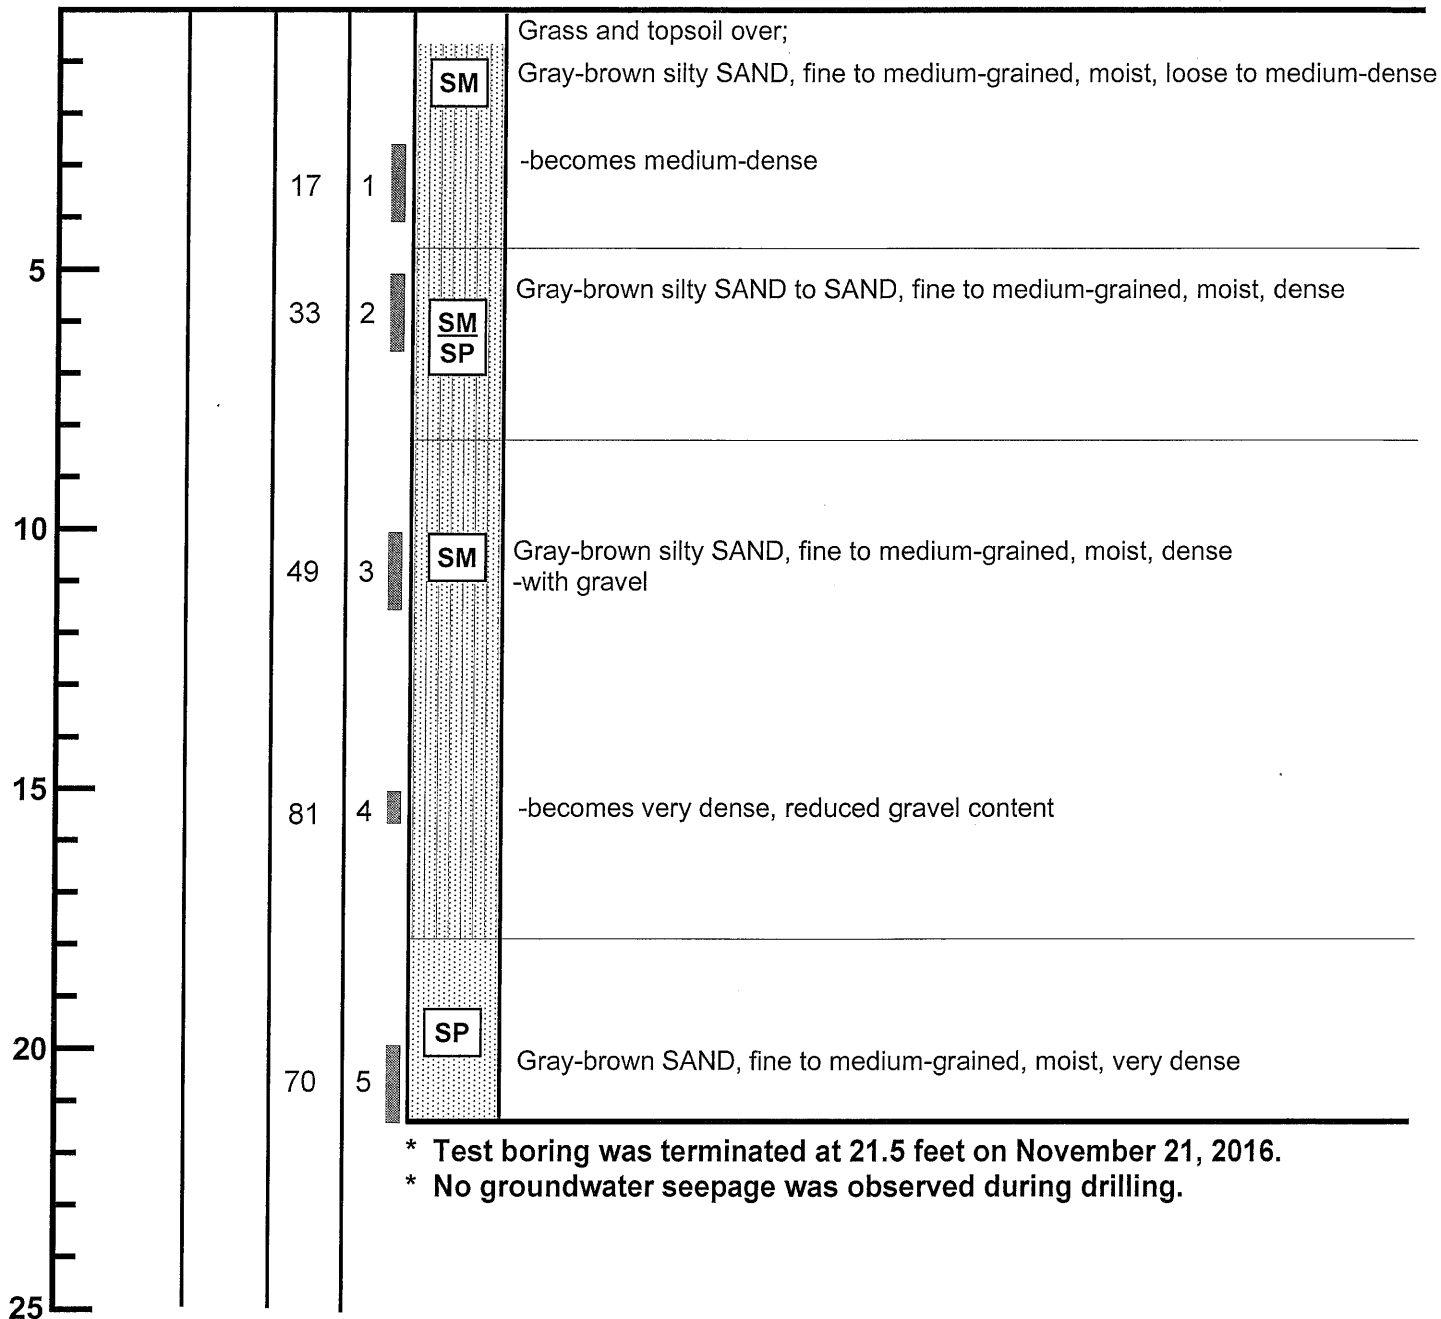 Grass and topsoil over;
SM
Gray-brown silty SAND, fine to medium-grained, moist, loose to medium-dense
17 1 -becomes medium-dense
5
33 2
SM
SP
Gray-brown silty SAND to SAND, fine to medium-grained, moist, dense
10
49 3
SM
Gray-brown silty SAND, fine to medium-grained, moist, dense
-with gravel
15
81 4 -becomes very dense, reduced gravel content
20
SP
70 5 Gray-brown SAND, fine to medium-grained, moist, very dense
* Test boring was terminated at 21.5 feet on November 21, 2016.
* No groundwater seepage was observed during drilling.
25